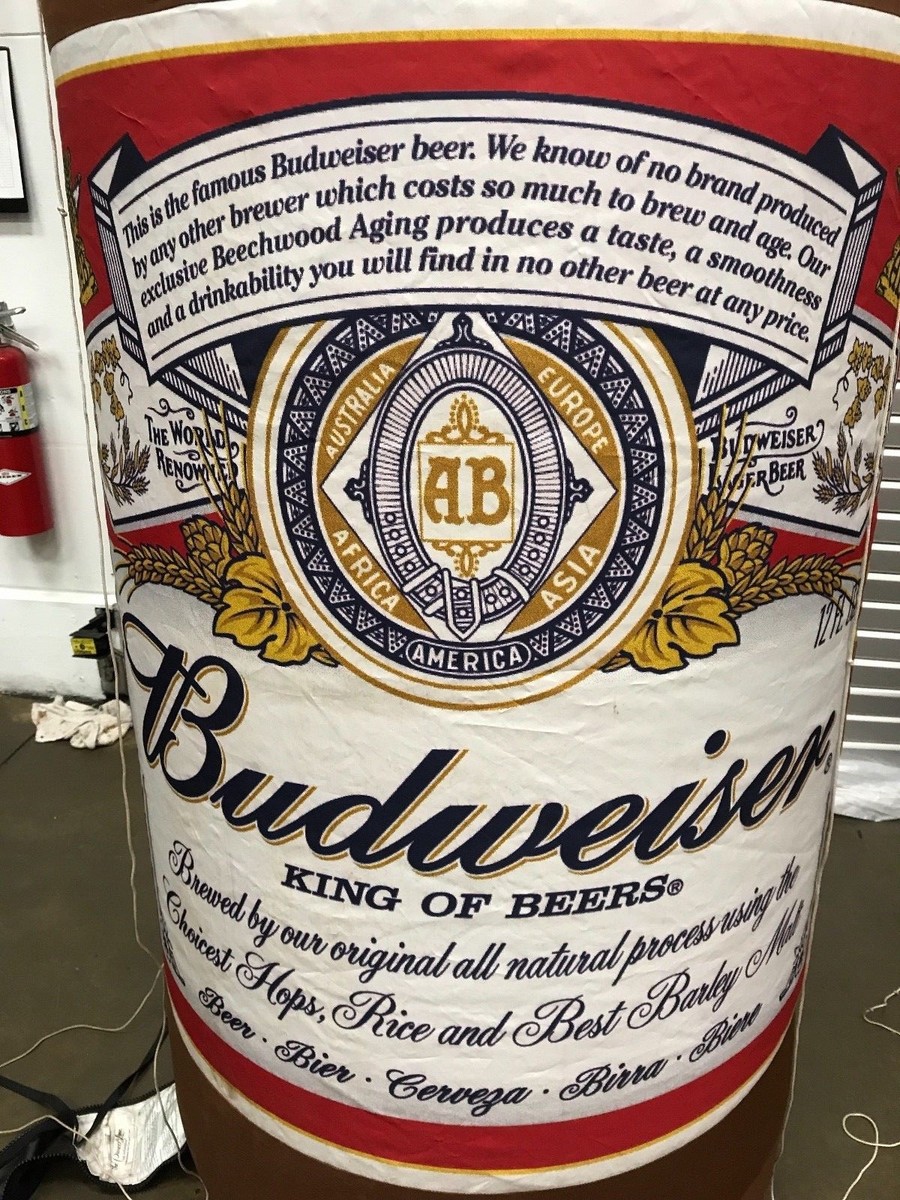 This is the famous Budweiser beer. We know of no brand produced
by any other brewer which costs so much to brew and age. Our
exclusive Beechwood Aging produces a taste, a smoothness
and a drinkability you will find in no other beer at any price.
AUSTRALIA
EUROPE
THE WORLD
RENOWNED
BUDWEISER
LAGER BEER
AB
AFRICA
ASIA
AMERICA
12 FL
Budweiser®
KING OF BEERS®
Brewed by our original all natural process using the
Choicest Hops, Rice and Best Barley Malt
Beer · Bier · Cerveza · Birra · Biere